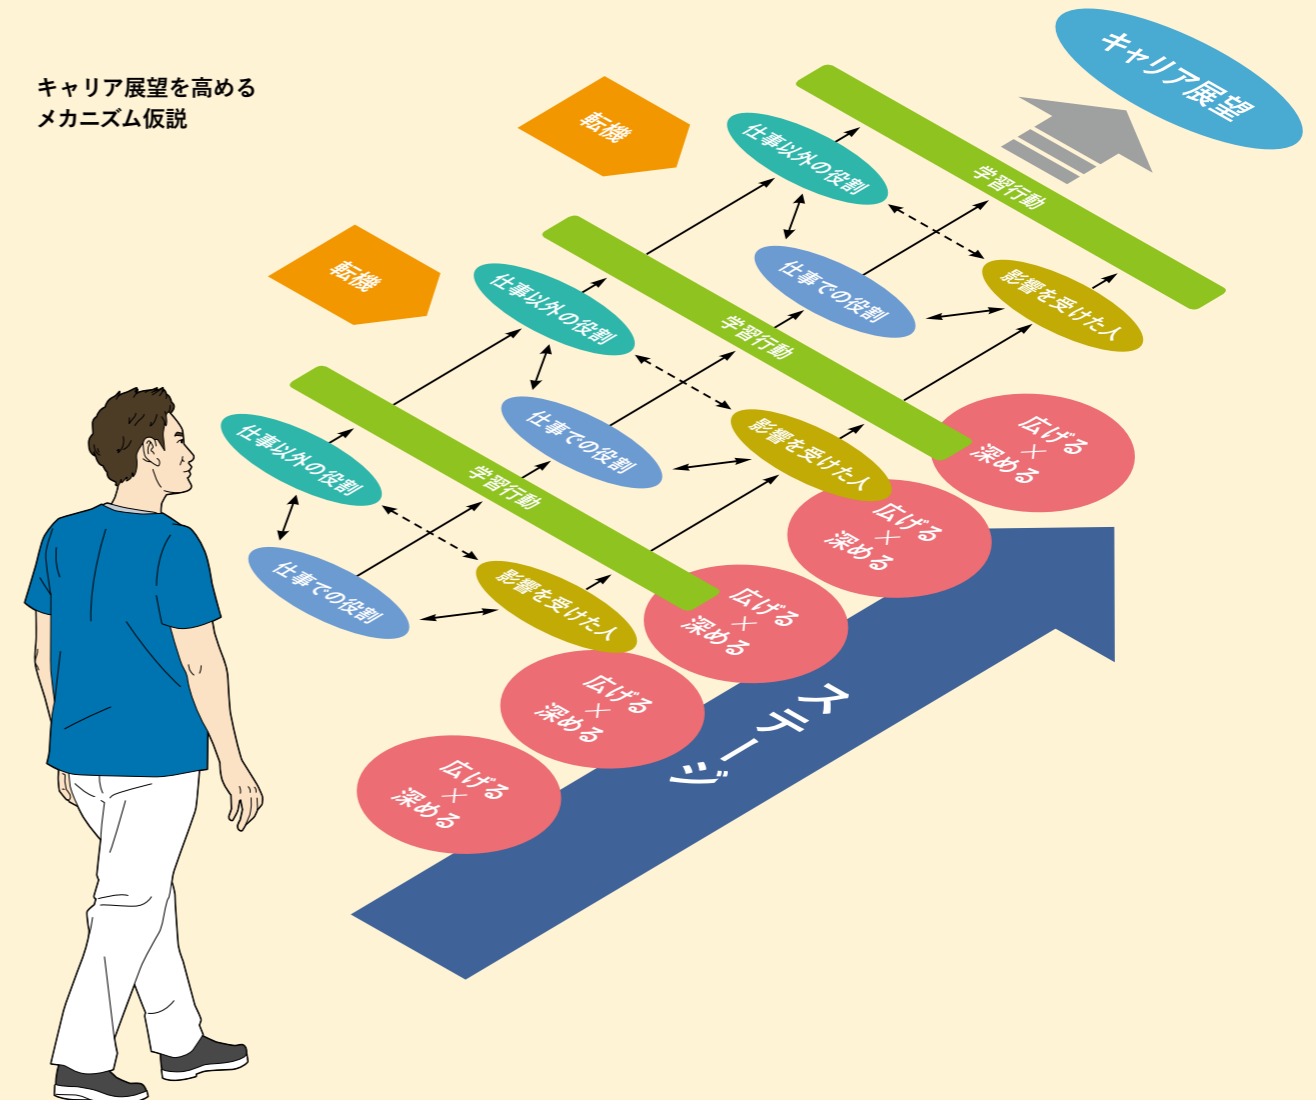 キャリア展望を高める
メカニズム仮説
キャリア展望
転機
仕事以外の役割
学習行動
仕事での役割
影響を受けた人
転機
仕事以外の役割
学習行動
仕事での役割
影響を受けた人
仕事以外の役割
学習行動
仕事での役割
影響を受けた人
広げる
×
深める
広げる
×
深める
広げる
×
深める
広げる
×
深める
広げる
×
深める
ステージ